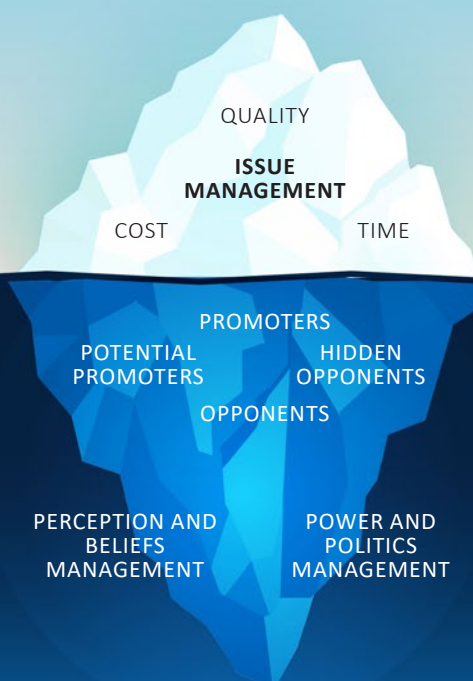 QUALITY
ISSUE
MANAGEMENT
COST
TIME
PROMOTERS
POTENTIAL
PROMOTERS
HIDDEN
OPPONENTS
OPPONENTS
PERCEPTION AND
BELIEFS
MANAGEMENT
POWER AND
POLITICS
MANAGEMENT